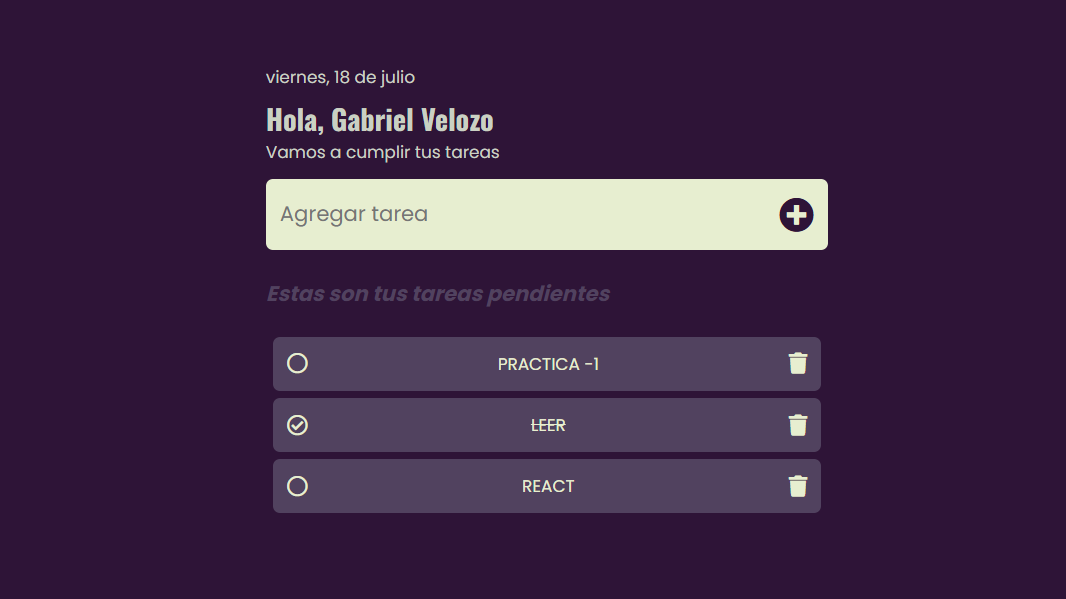 viernes, 18 de julio
Hola, Gabriel Velozo
Vamos a cumplir tus tareas
Agregar tarea
Estas son tus tareas pendientes
PRACTICA -1
LEER
REACT